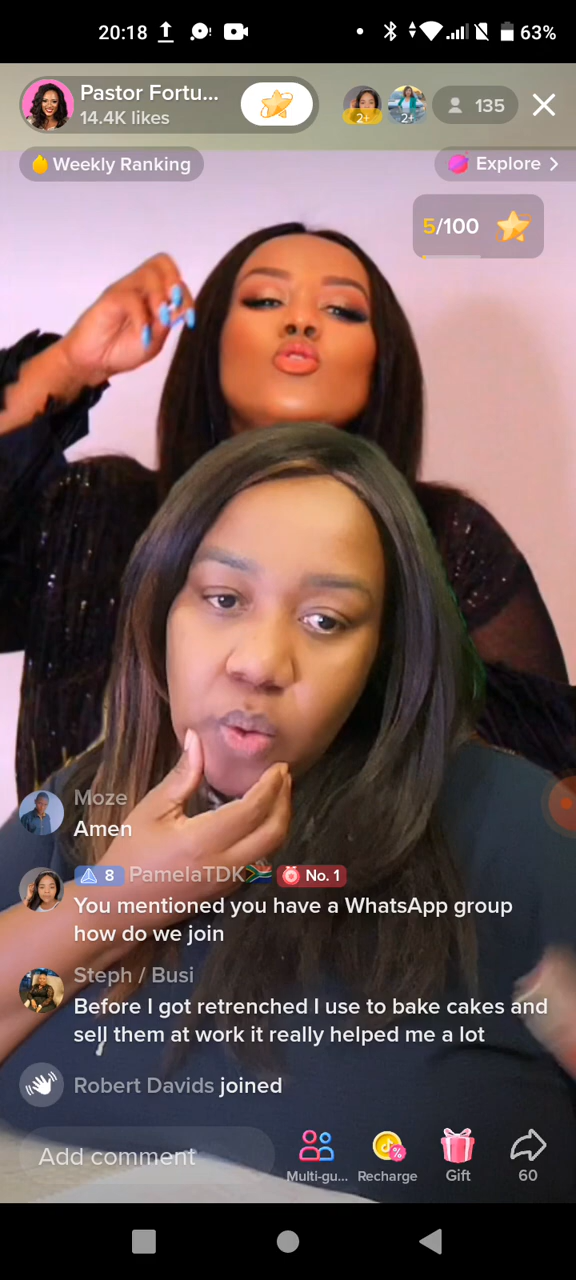 20:18
63%
Pastor Fortu...
14.4K likes
2+
2+
135
Weekly Ranking
Explore >
5/100
Moze
Amen
8 PamelaTDK🇿🇦 No. 1
You mentioned you have a WhatsApp group
how do we join
Steph / Busi
Before I got retrenched I use to bake cakes and
sell them at work it really helped me a lot
Robert Davids joined
Add comment
Multi-gu...
Recharge
Gift
60